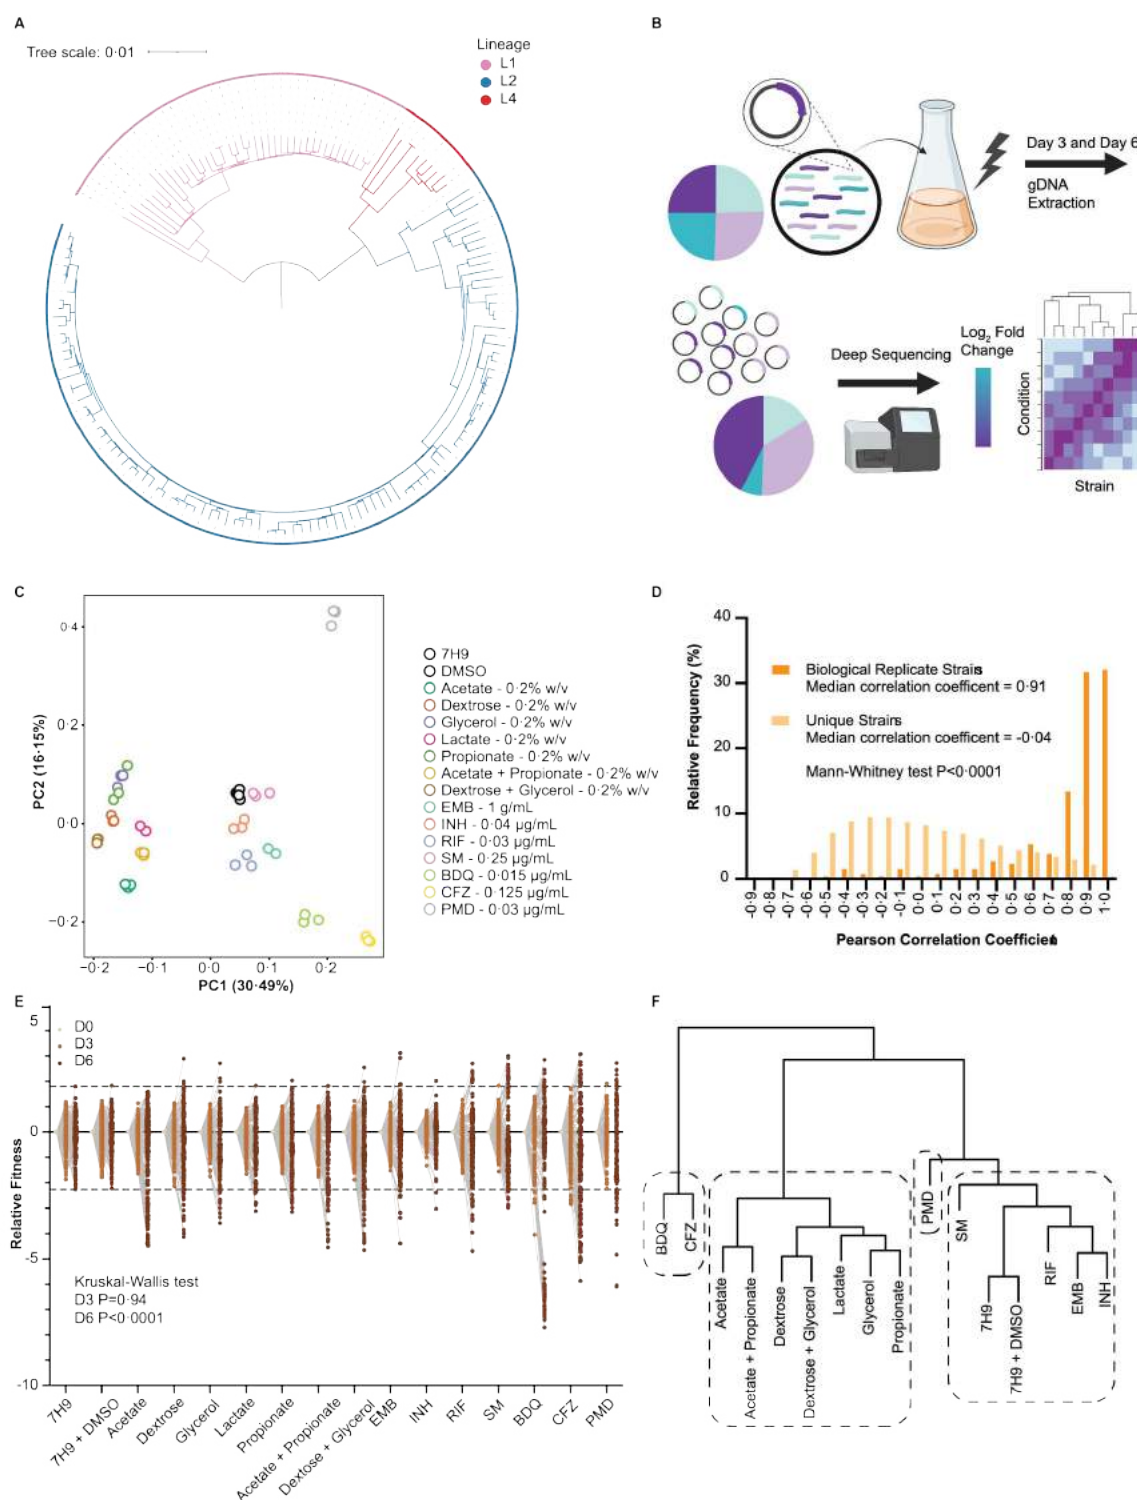 A
Tree scale: 0·01
Lineage
L1
L2
L4
B
Day 3 and Day 6
gDNA
Extraction
Deep Sequencing
Log2 Fold
Change
Condition
Strain
C
PC2 (16·15%)
0·4
0·2
0·0
−0·2
−0·2
−0·1
0·0
0·1
0·2
PC1 (30·49%)
7H9
DMSO
Acetate - 0·2% w/v
Dextrose - 0·2% w/v
Glycerol - 0·2% w/v
Lactate - 0·2% w/v
Propionate - 0·2% w/v
Acetate + Propionate - 0·2% w/v
Dextrose + Glycerol - 0·2% w/v
EMB - 1 g/mL
INH - 0·04 µg/mL
RIF - 0·03 µg/mL
SM - 0·25 µg/mL
BDQ - 0·015 µg/mL
CFZ - 0·125 µg/mL
PMD - 0·03 µg/mL
D
Relative Frequency (%)
40
30
20
10
0
Biological Replicate Strains
Median correlation coefficent = 0·91
Unique Strains
Median correlation coefficent = -0·04
Mann-Whitney test P<0·0001
-0·9
-0·8
-0·7
-0·6
-0·5
-0·4
-0·3
-0·2
-0·1
0·0
0·1
0·2
0·3
0·4
0·5
0·6
0·7
0·8
0·9
1·0
Pearson Correlation Coefficient
E
Relative Fitness
5
0
-5
-10
D0
D3
D6
Kruskal-Wallis test
D3 P=0·94
D6 P<0·0001
7H9
7H9 + DMSO
Acetate
Dextrose
Glycerol
Lactate
Propionate
Acetate + Propionate
Dextose + Glycerol
EMB
INH
RIF
SM
BDQ
CFZ
PMD
F
BDQ
CFZ
Acetate
Acetate + Propionate
Dextrose
Dextrose + Glycerol
Lactate
Glycerol
Propionate
PMD
SM
7H9
7H9 + DMSO
RIF
EMB
INH